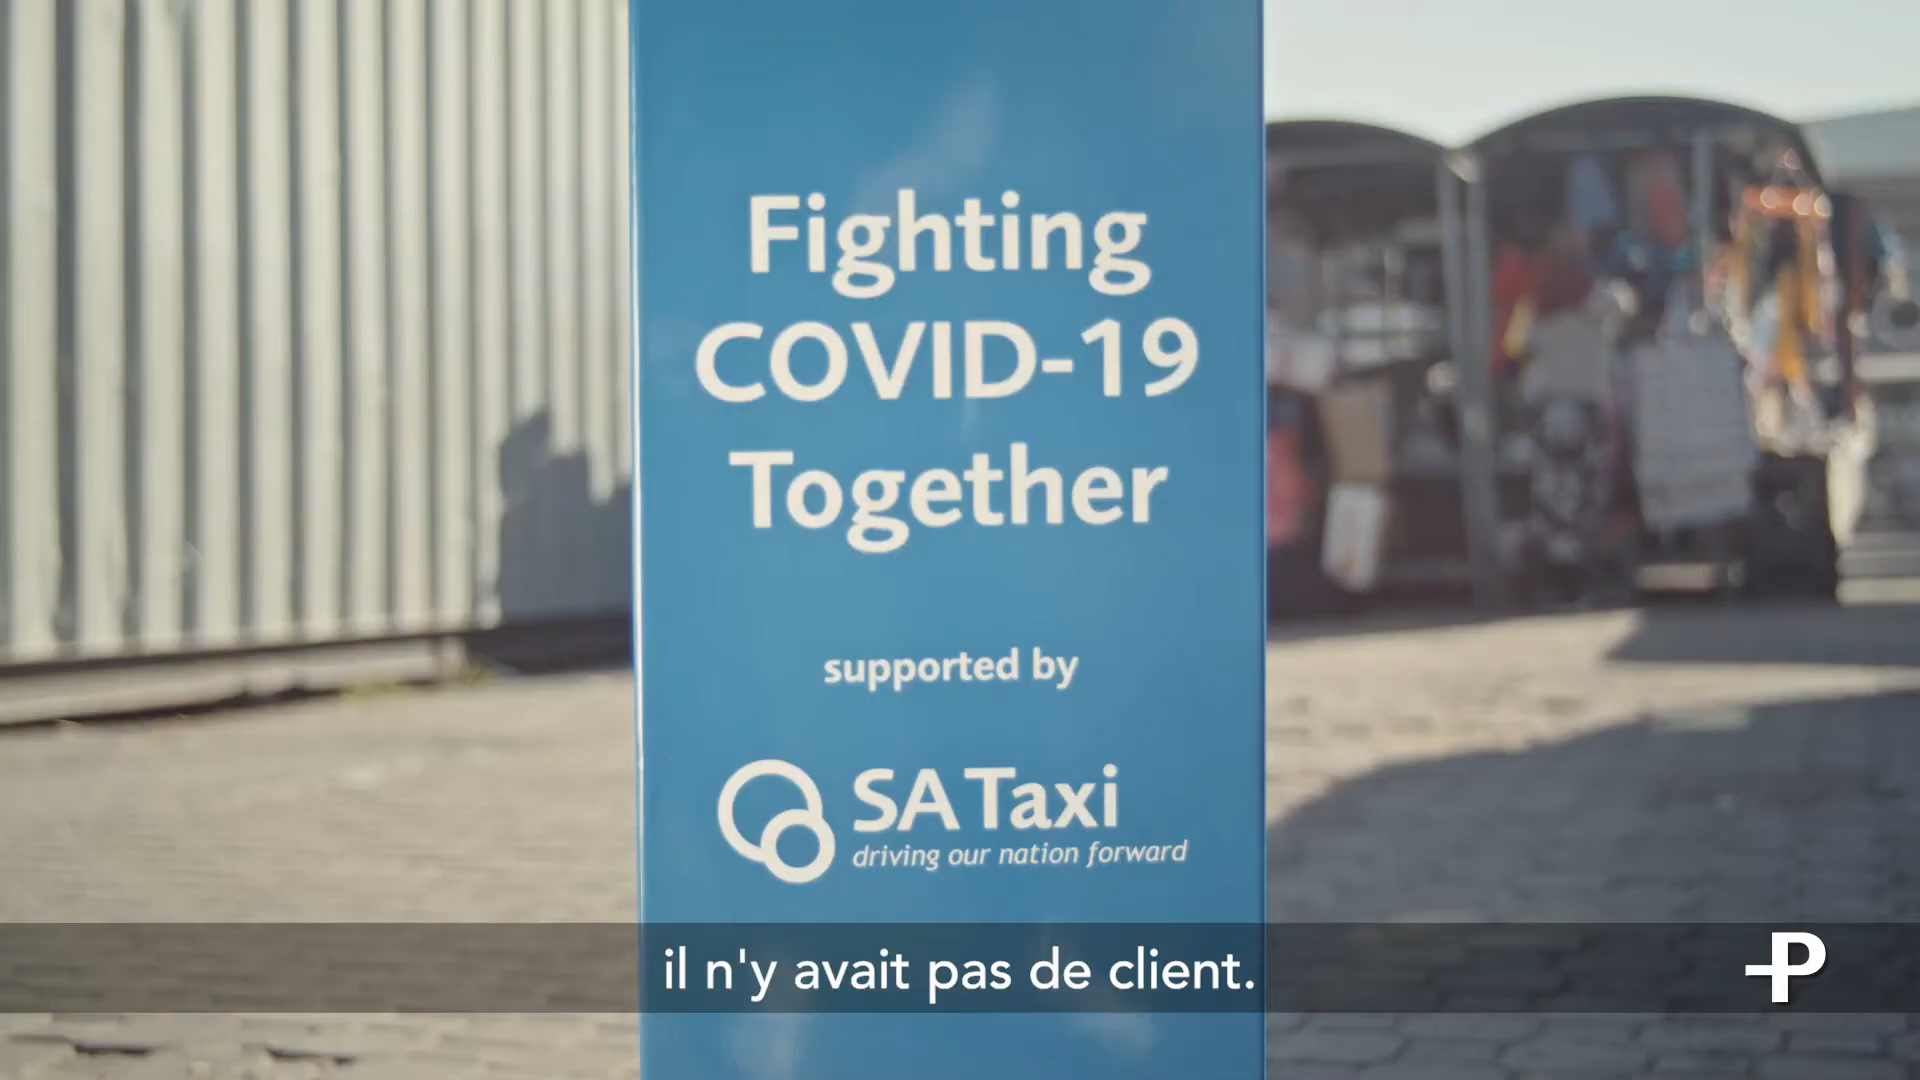 Fighting
COVID-19
Together
supported by
SA Taxi
driving our nation forward
il n'y avait pas de client.
P